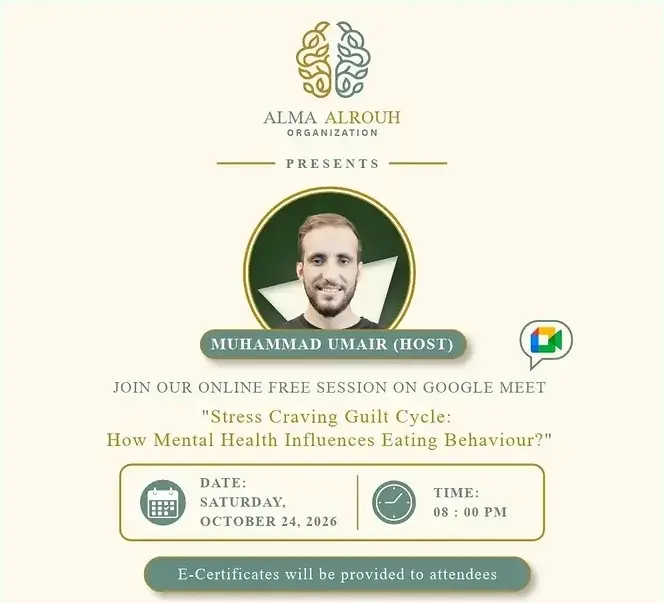 ALMA ALROUH
ORGANIZATION
PRESENTS
MUHAMMAD UMAIR (HOST)
JOIN OUR ONLINE FREE SESSION ON GOOGLE MEET
"Stress Craving Guilt Cycle:
How Mental Health Influences Eating Behaviour?"
DATE:
SATURDAY,
OCTOBER 24, 2026
TIME:
08 : 00 PM
E-Certificates will be provided to attendees